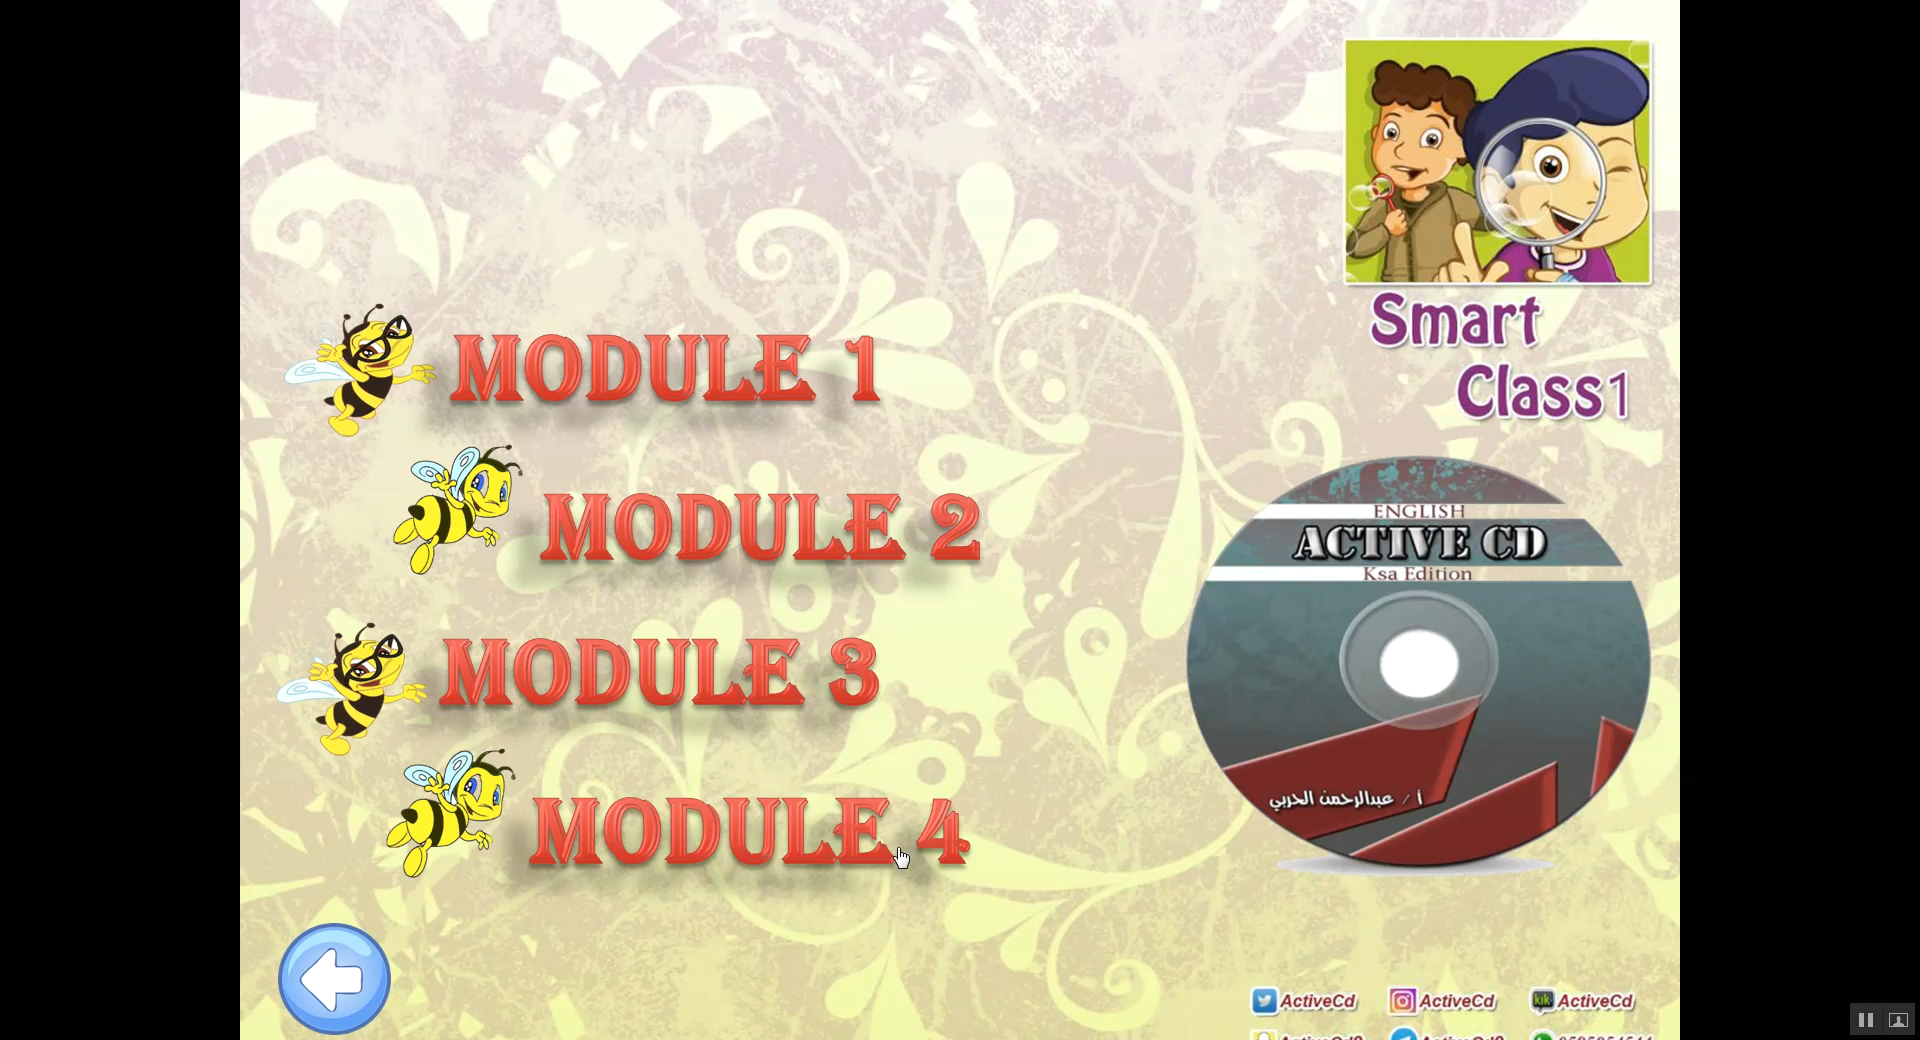 Smart
Class1
MODULE 1
MODULE 2
MODULE 3
MODULE 4
ENGLISH
ACTIVE CD
Ksa Edition
أ / عبدالرحمن الحربي
ActiveCd
ActiveCd
kik ActiveCd